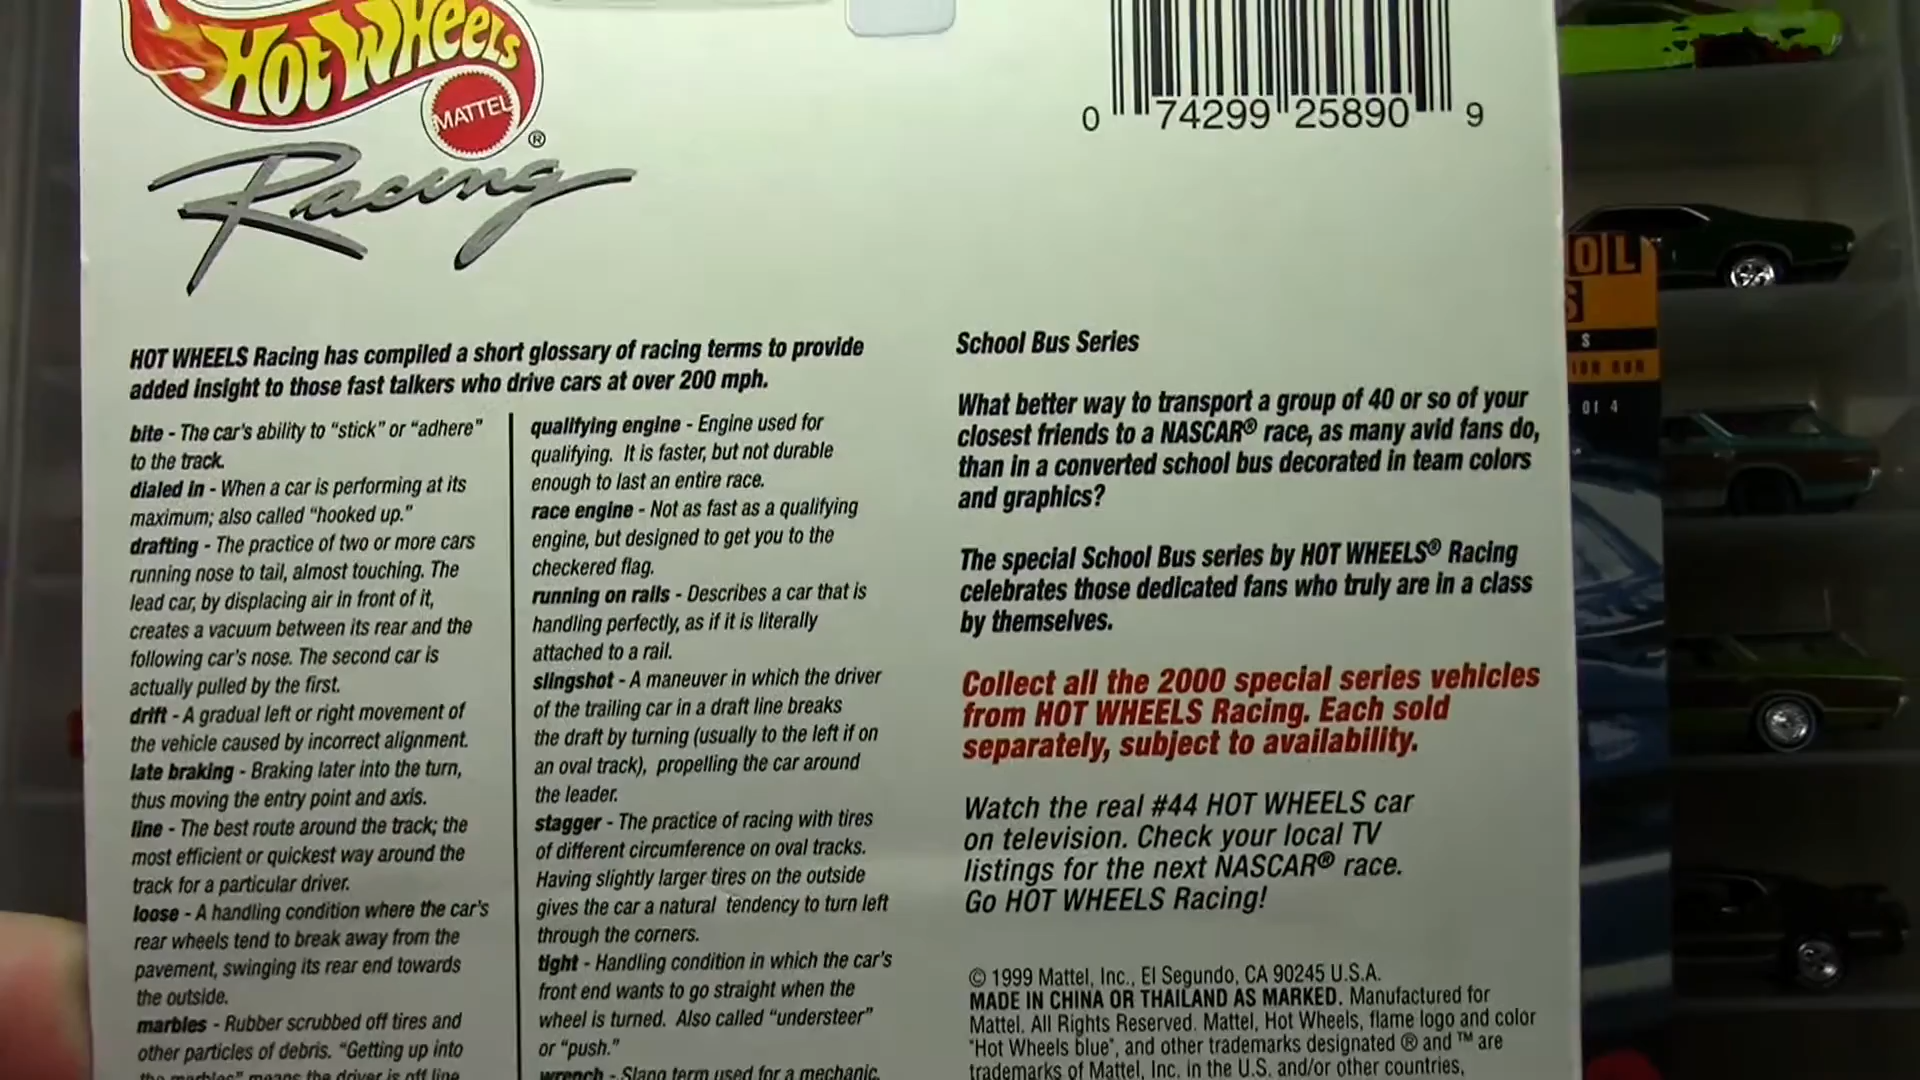 HOT WHEELS
MATTEL
®
Racing
0 74299 25890 9
HOT WHEELS Racing has compiled a short glossary of racing terms to provide
added insight to those fast talkers who drive cars at over 200 mph.
bite - The car's ability to "stick" or "adhere"
to the track.
dialed in - When a car is performing at its
maximum; also called "hooked up."
drafting - The practice of two or more cars
running nose to tail, almost touching. The
lead car, by displacing air in front of it,
creates a vacuum between its rear and the
following car's nose. The second car is
actually pulled by the first.
drift - A gradual left or right movement of
the vehicle caused by incorrect alignment.
late braking - Braking later into the turn,
thus moving the entry point and axis.
line - The best route around the track; the
most efficient or quickest way around the
track for a particular driver.
loose - A handling condition where the car's
rear wheels tend to break away from the
pavement, swinging its rear end towards
the outside.
marbles - Rubber scrubbed off tires and
other particles of debris. "Getting up into
the marbles" means the driver is off line
qualifying engine - Engine used for
qualifying. It is faster, but not durable
enough to last an entire race.
race engine - Not as fast as a qualifying
engine, but designed to get you to the
checkered flag.
running on rails - Describes a car that is
handling perfectly, as if it is literally
attached to a rail.
slingshot - A maneuver in which the driver
of the trailing car in a draft line breaks
the draft by turning (usually to the left if on
an oval track), propelling the car around
the leader.
stagger - The practice of racing with tires
of different circumference on oval tracks.
Having slightly larger tires on the outside
gives the car a natural tendency to turn left
through the corners.
tight - Handling condition in which the car's
front end wants to go straight when the
wheel is turned. Also called "understeer"
or "push."
wrench - Slang term used for a mechanic.
School Bus Series
What better way to transport a group of 40 or so of your
closest friends to a NASCAR® race, as many avid fans do,
than in a converted school bus decorated in team colors
and graphics?
The special School Bus series by HOT WHEELS® Racing
celebrates those dedicated fans who truly are in a class
by themselves.
Collect all the 2000 special series vehicles
from HOT WHEELS Racing. Each sold
separately, subject to availability.
Watch the real #44 HOT WHEELS car
on television. Check your local TV
listings for the next NASCAR® race.
Go HOT WHEELS Racing!
© 1999 Mattel, Inc., El Segundo, CA 90245 U.S.A.
MADE IN CHINA OR THAILAND AS MARKED. Manufactured for
Mattel. All Rights Reserved. Mattel, Hot Wheels, flame logo and color
"Hot Wheels blue", and other trademarks designated ® and ™ are
trademarks of Mattel, Inc. in the U.S. and/or other countries,
OL
S
S
RUN
of 4